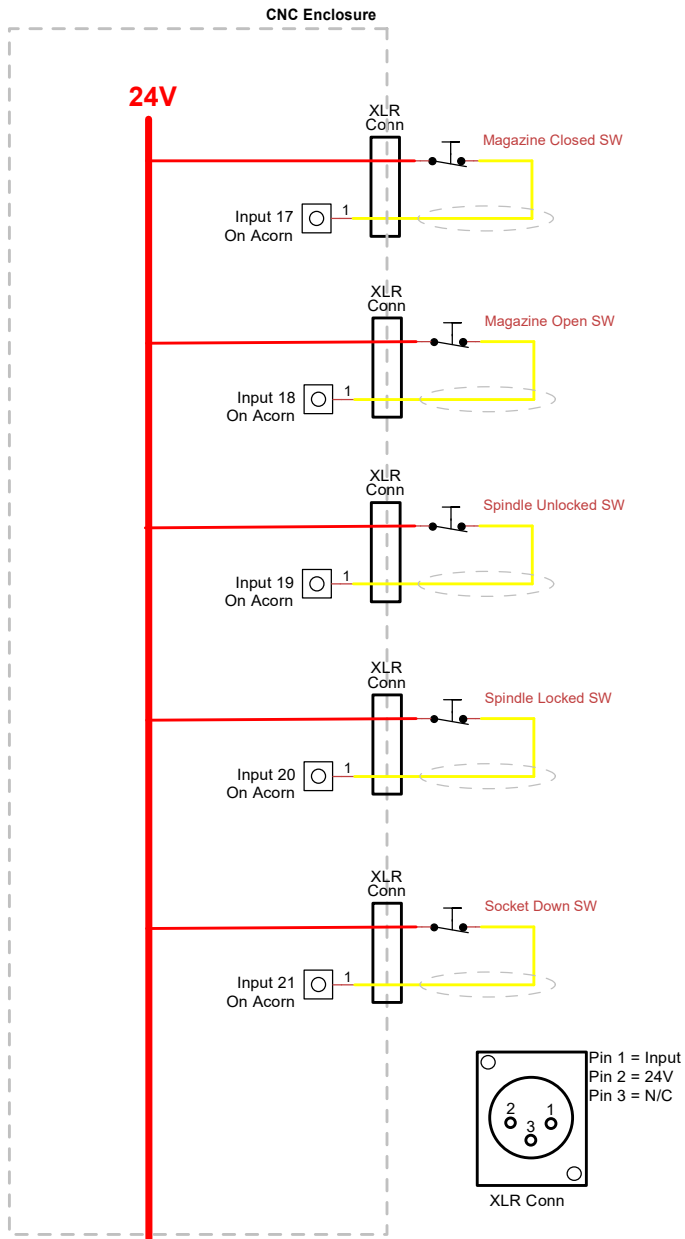 CNC Enclosure
24V
XLR
Conn
Magazine Closed SW
Input 17
On Acorn
1
XLR
Conn
Magazine Open SW
Input 18
On Acorn
1
XLR
Conn
Spindle Unlocked SW
Input 19
On Acorn
1
XLR
Conn
Spindle Locked SW
Input 20
On Acorn
1
XLR
Conn
Socket Down SW
Input 21
On Acorn
1
Pin 1 = Input
Pin 2 = 24V
Pin 3 = N/C
2
1
3
XLR Conn